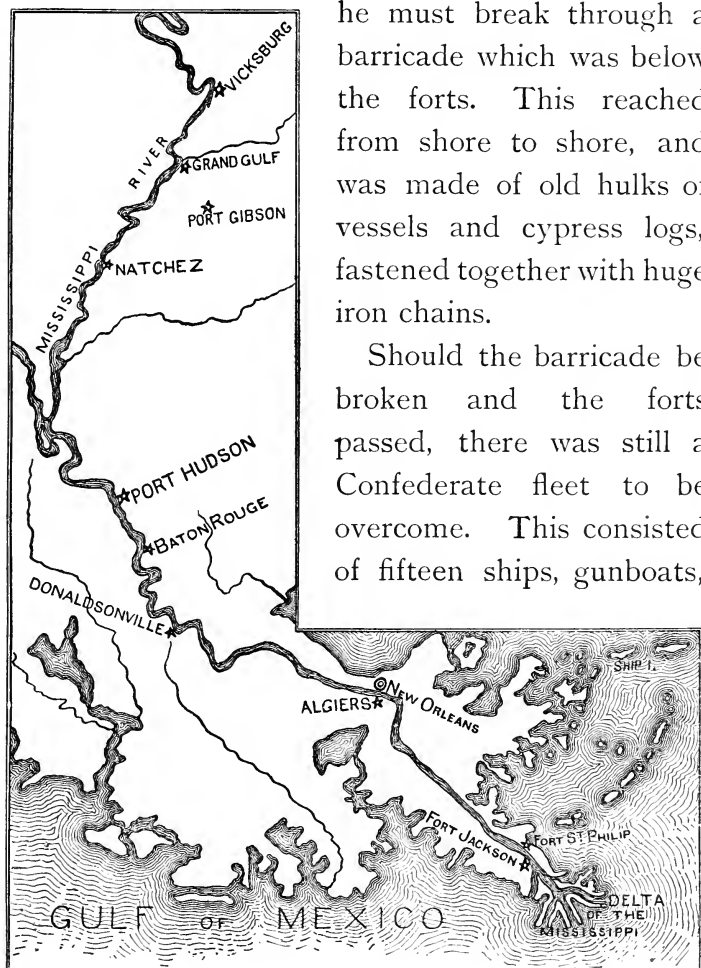 he must break through a
barricade which was below
the forts. This reached
from shore to shore, and
was made of old hulks of
vessels and cypress logs,
fastened together with huge
iron chains.
Should the barricade be
broken and the forts
passed, there was still a
Confederate fleet to be
overcome. This consisted
of fifteen ships, gunboats,
VICKSBURG
GRAND GULF
PORT GIBSON
NATCHEZ
MISSISSIPPI RIVER
PORT HUDSON
BATON ROUGE
DONALDSONVILLE
SHIP I.
NEW ORLEANS
ALGIERS
FORT ST PHILIP
FORT JACKSON
DELTA
OF THE
MISSISSIPPI
GULF OF MEXICO